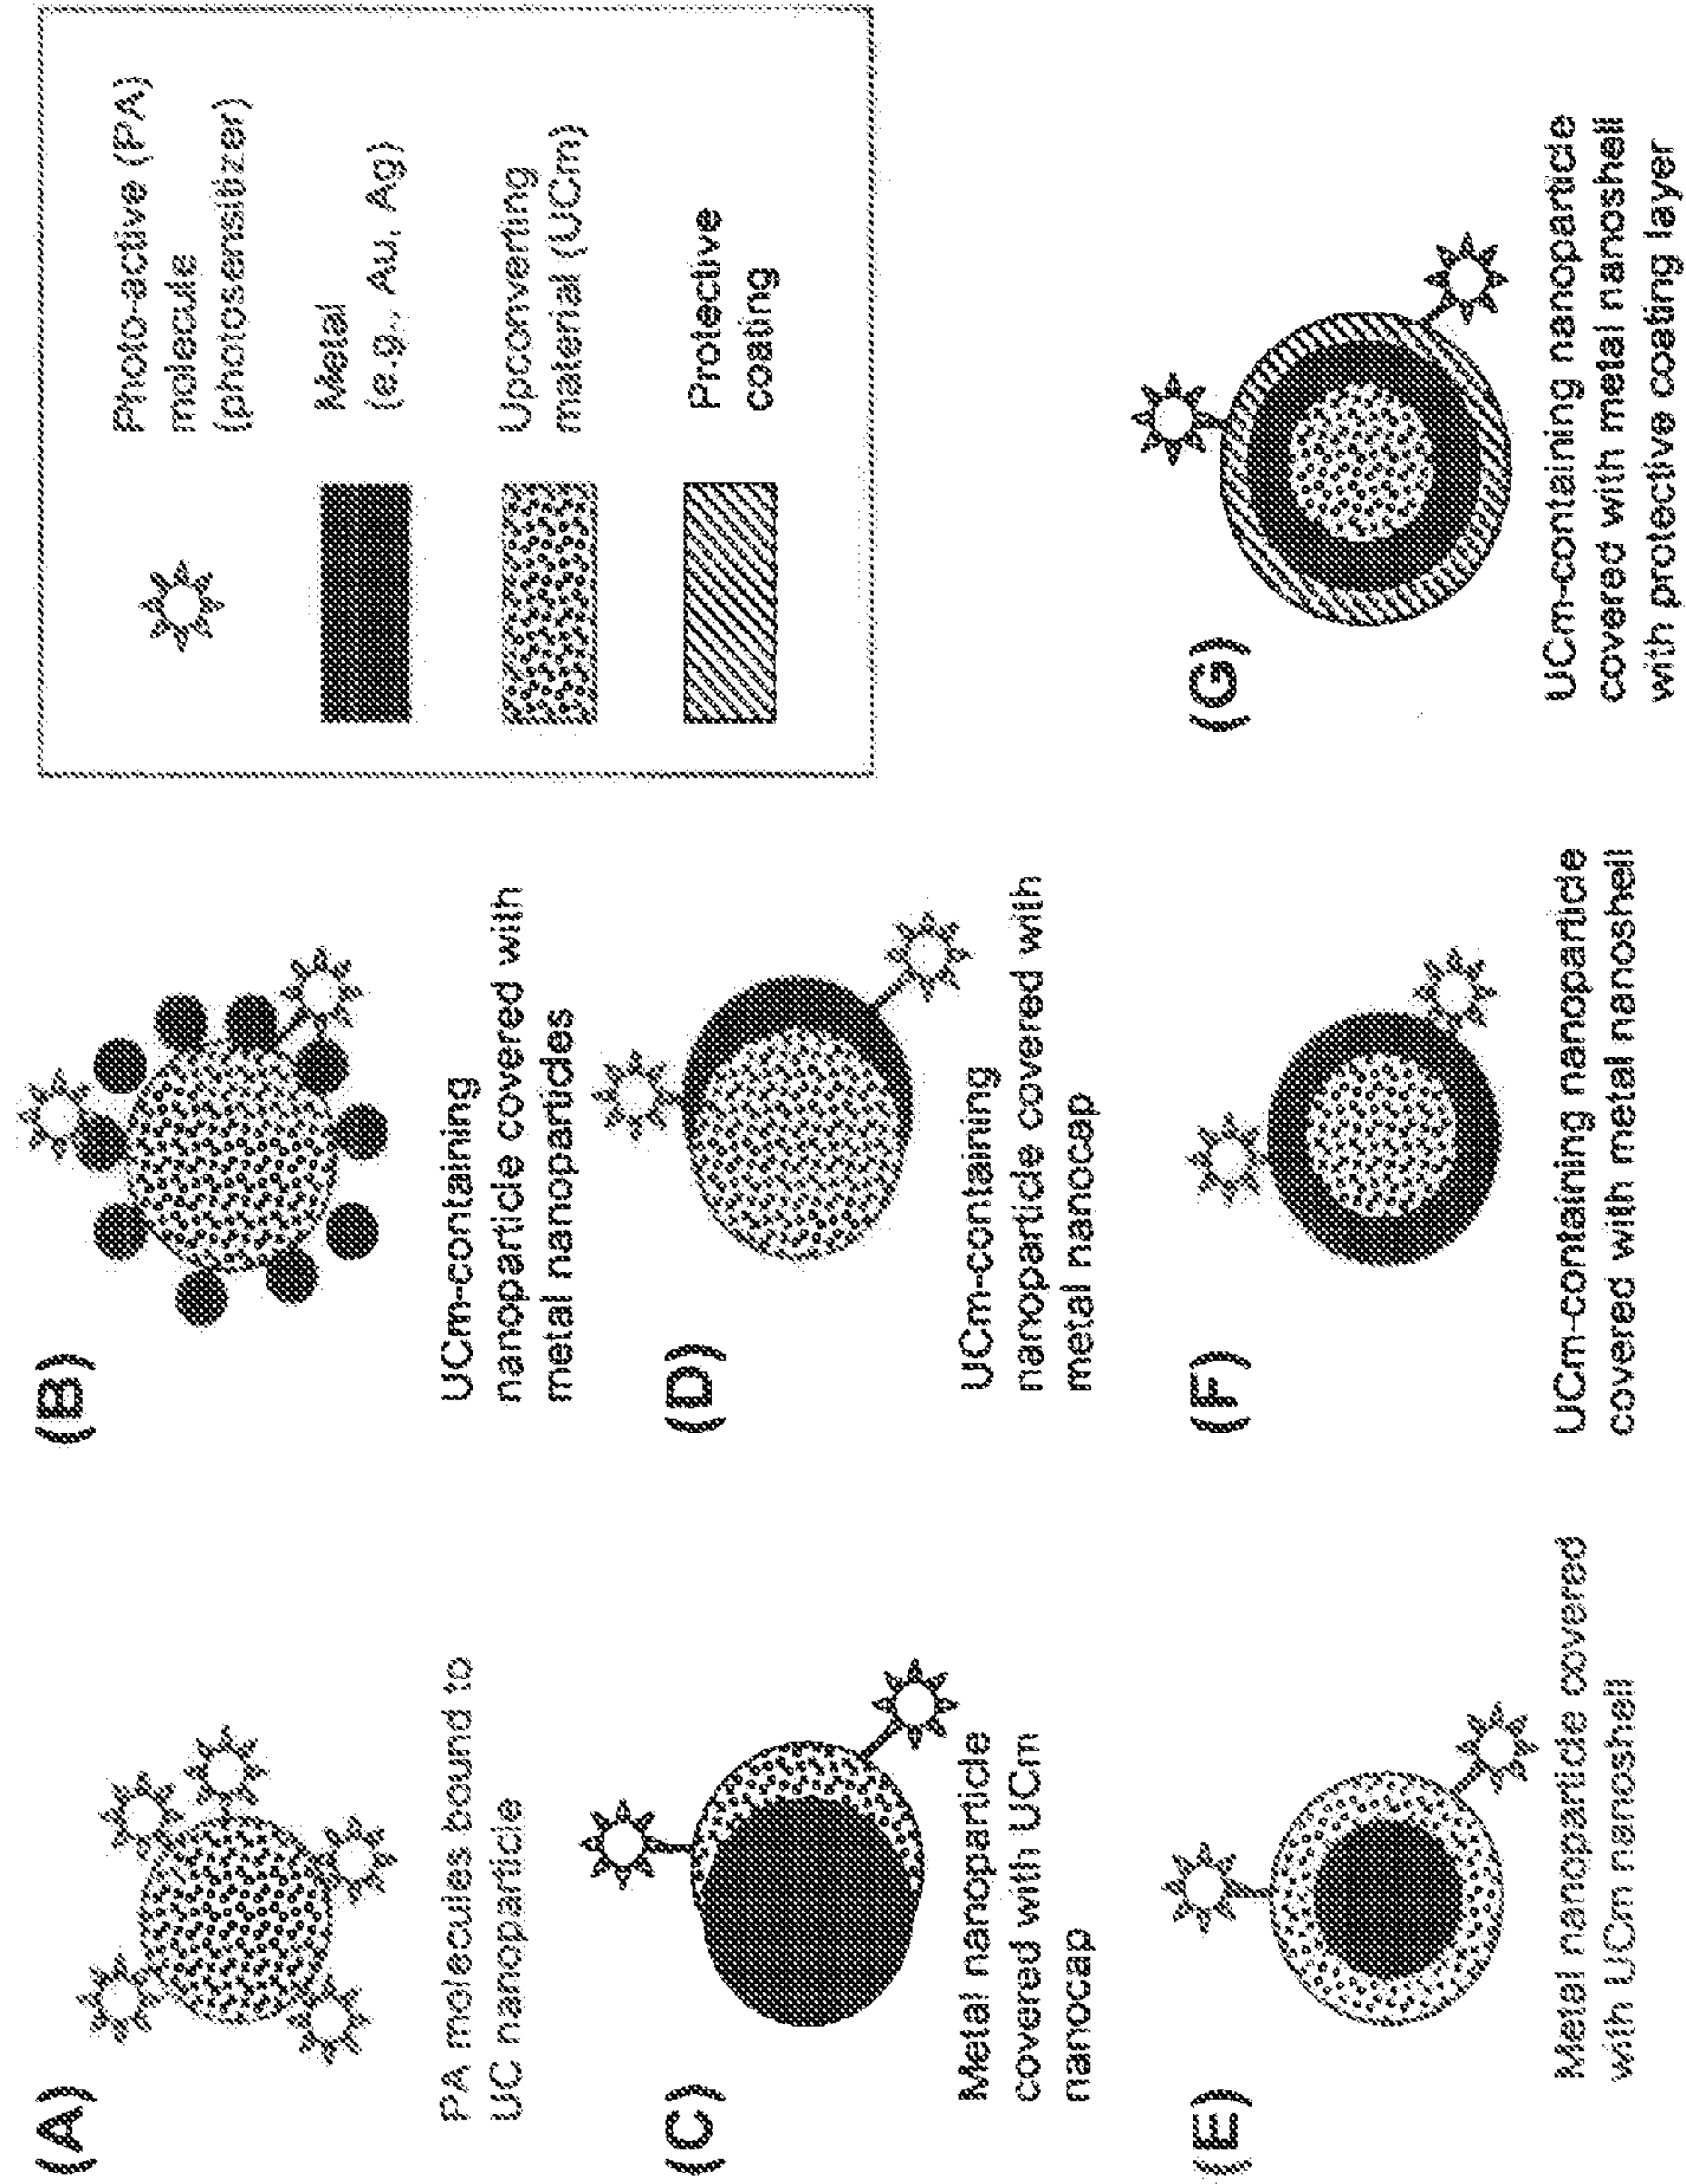 (A)
PA molecules bound to
UC nanoparticle
(B)
UCm-containing
nanoparticle covered with
metal nanoparticles
Photo-active (PA)
molecule
(photosensitizer)
Metal
(e.g., Au, Ag)
Upconverting
material (UCm)
Protective
coating
(C)
Metal nanoparticle
covered with UCm
nanocap
(D)
UCm-containing
nanoparticle covered with
metal nanocap
(E)
Metal nanoparticle covered
with UCm nanoshell
(F)
UCm-containing nanoparticle
covered with metal nanoshell
(G)
UCm-containing nanoparticle
covered with metal nanoshell
with protective coating layer